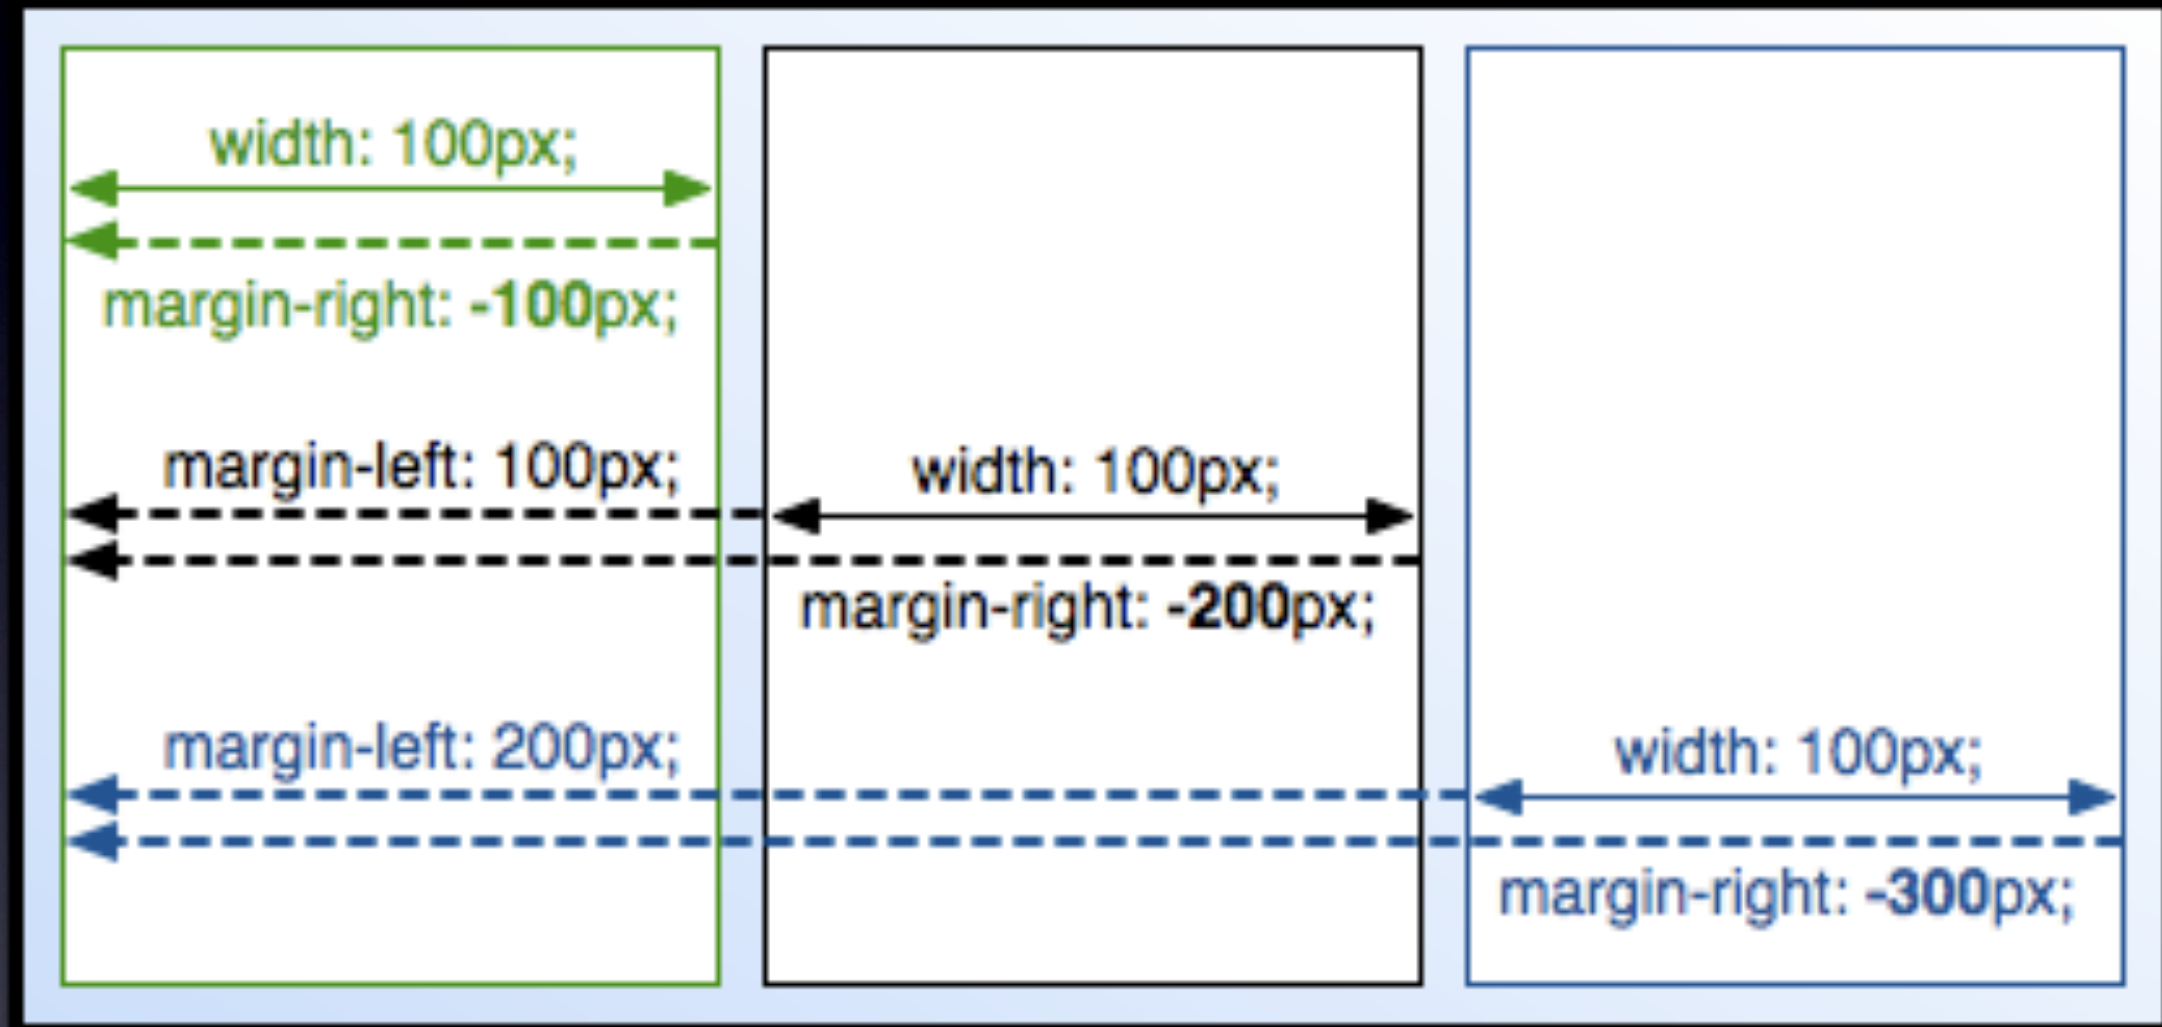 width: 100px;
margin-right: -100px;
margin-left: 100px;
width: 100px;
margin-right: -200px;
margin-left: 200px;
width: 100px;
margin-right: -300px;